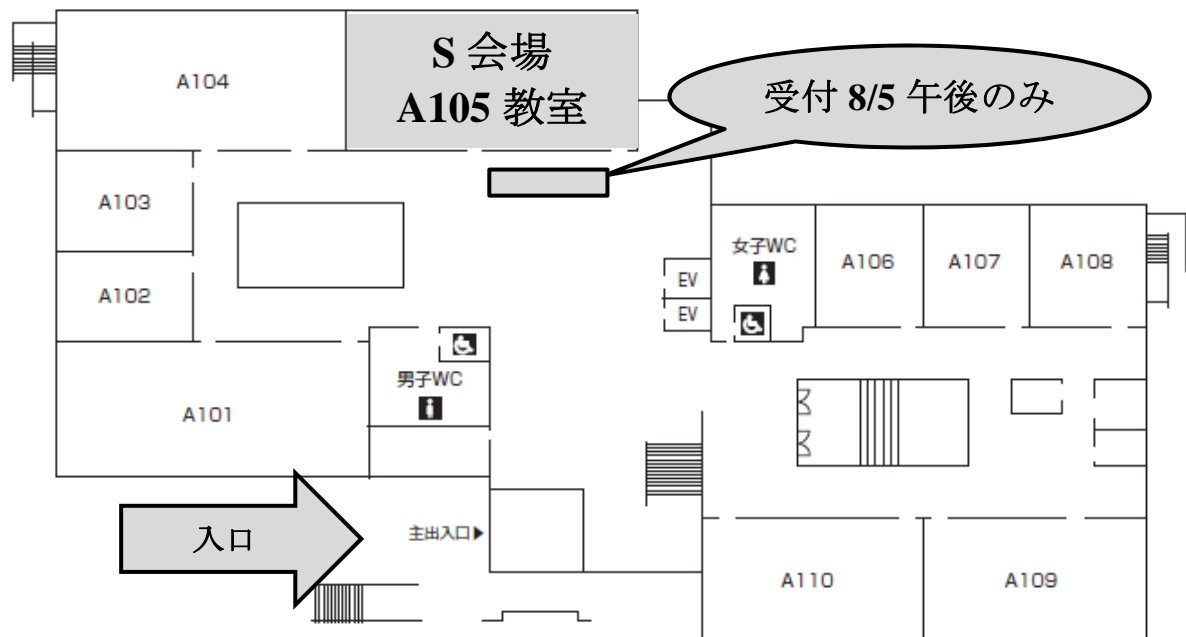 S 会場
A105 教室
受付 8/5 午後のみ
A104
A103
A102
A101
男子WC
女子WC
EV
EV
A106
A107
A108
入口
主出入口▶
A110
A109